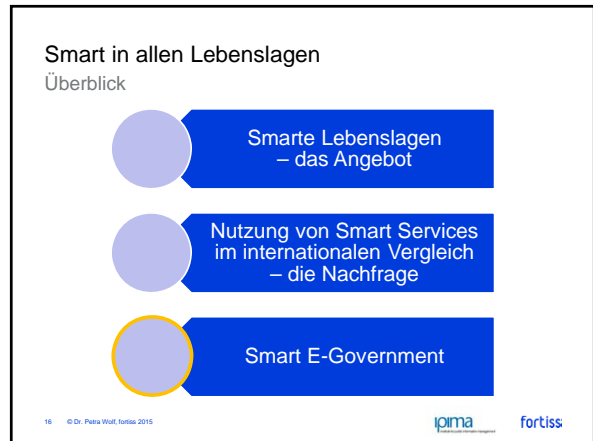 Smart in allen Lebenslagen
Überblick
Smarte Lebenslagen
– das Angebot
Nutzung von Smart Services
im internationalen Vergleich
– die Nachfrage
Smart E-Government
16 © Dr. Petra Wolf, fortiss 2015
ipima
fortiss